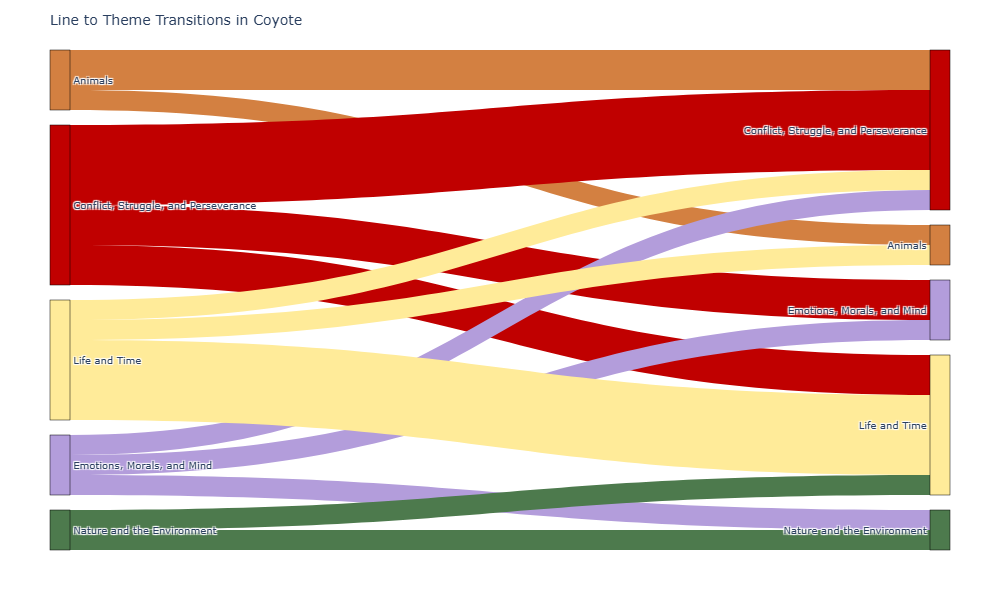 Line to Theme Transitions in Coyote
Animals
Conflict, Struggle, and Perseverance
Life and Time
Emotions, Morals, and Mind
Nature and the Environment
Conflict, Struggle, and Perseverance
Animals
Emotions, Morals, and Mind
Life and Time
Nature and the Environment